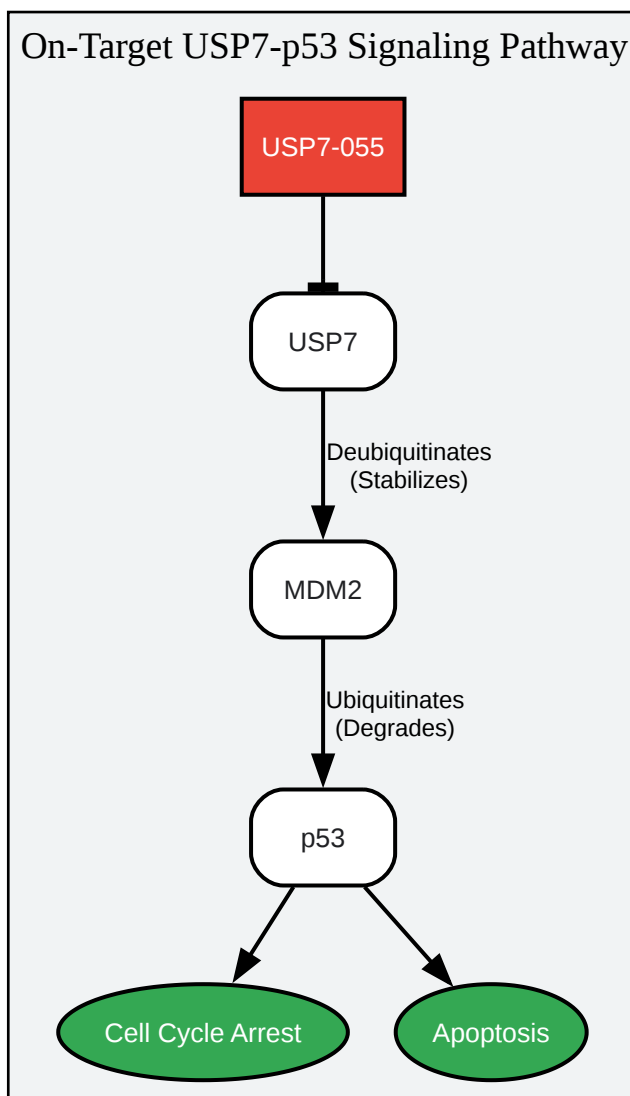 On-Target USP7-p53 Signaling Pathway
USP7-055
USP7
Deubiquitinates
(Stabilizes)
MDM2
Ubiquitinates
(Degrades)
p53
Cell Cycle Arrest
Apoptosis